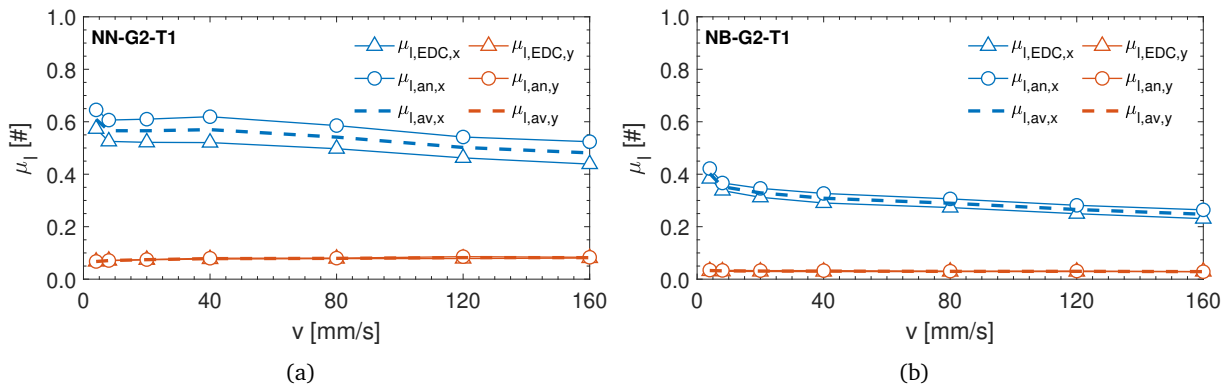 NN-G2-T1
μl,EDC,x μl,EDC,y
μl,an,x μl,an,y
μl,av,x μl,av,y
1.0
0.8
0.6
0.4
0.2
0.0
μl [#]
0 40 80 120 160
v [mm/s]
(a)
NB-G2-T1
μl,EDC,x μl,EDC,y
μl,an,x μl,an,y
μl,av,x μl,av,y
1.0
0.8
0.6
0.4
0.2
0.0
μl [#]
0 40 80 120 160
v [mm/s]
(b)